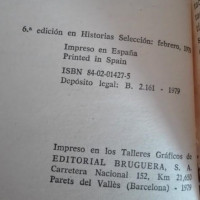 6.ª edición en Historias Selección: febrero, 1979
Impreso en España
Printed in Spain
ISBN 84-02-01427-5
Depósito legal: B. 2.161 - 1979
Impreso en los Talleres Gráficos de
EDITORIAL BRUGUERA, S. A.
Carretera Nacional 152, Km 21,650
Parets del Vallès (Barcelona) - 1979